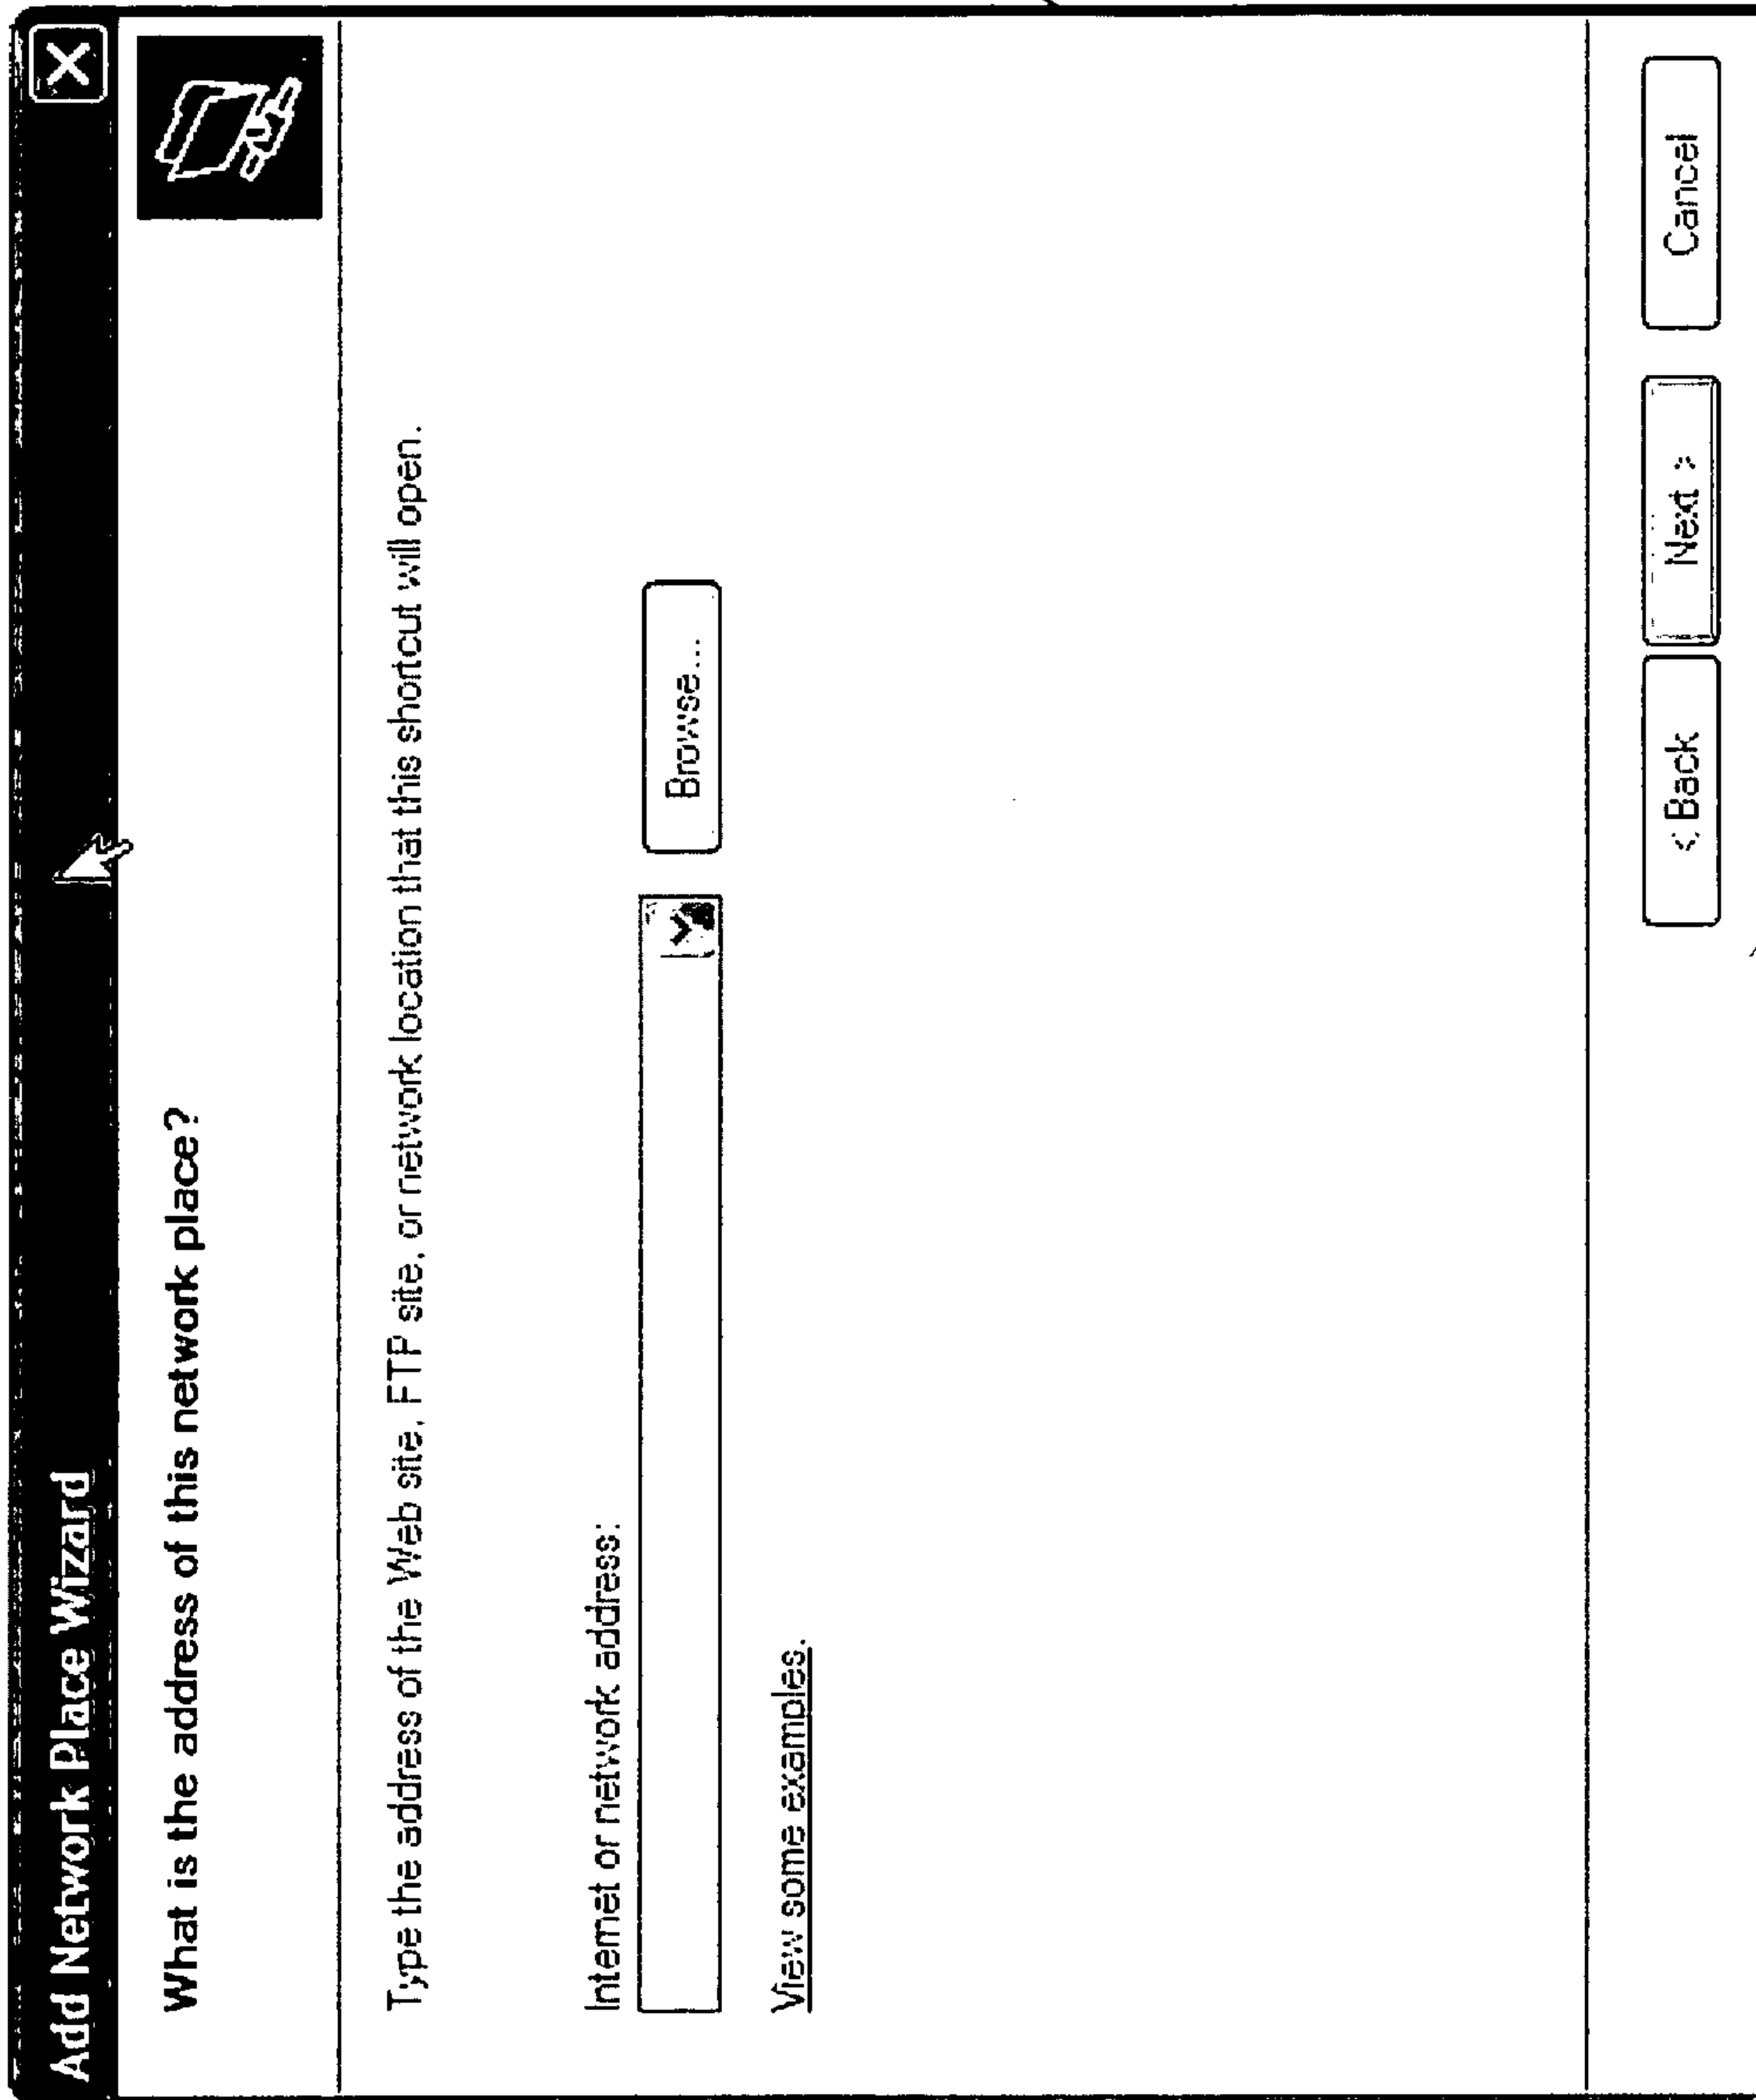 Add Network Place Wizard
What is the address of this network place?
Type the address of the Web site, FTP site, or network location that this shortcut will open.
Internet or network address:
Browse...
View some examples.
< Back
Next >
Cancel